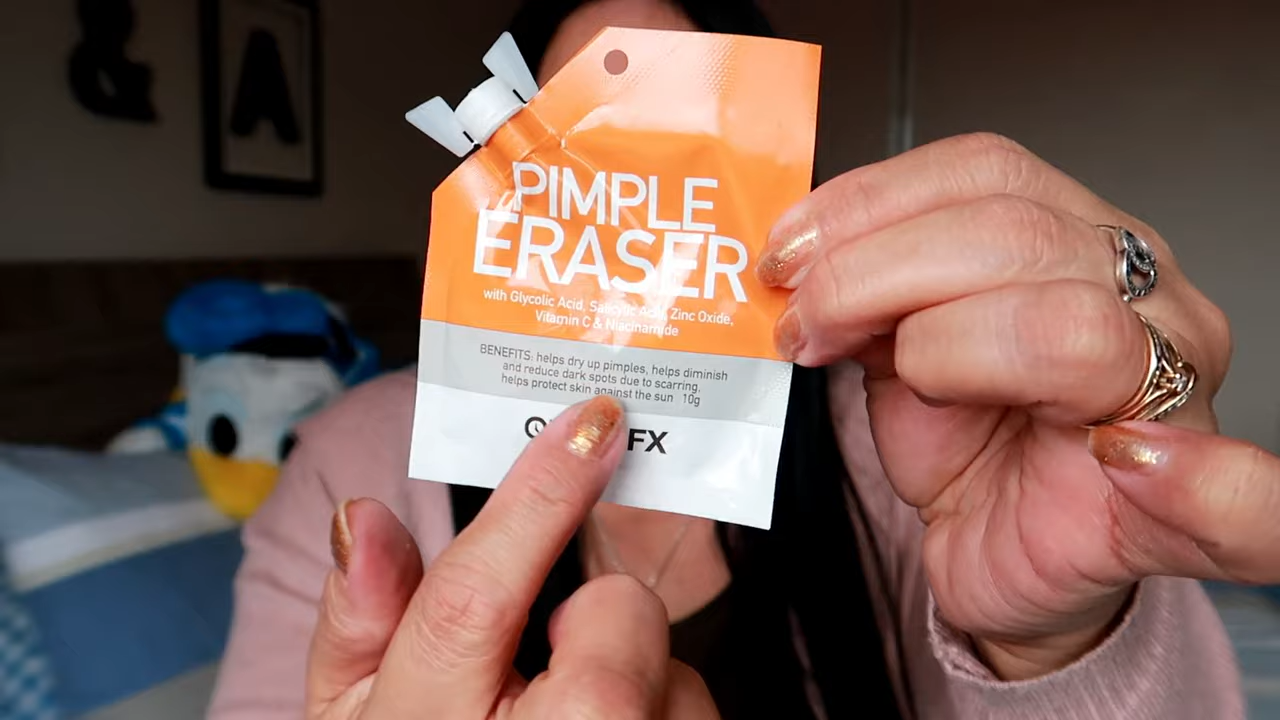 & A
PIMPLE
ERASER
with Glycolic Acid, Salicylic Acid, Zinc Oxide,
Vitamin C & Niacinamide
BENEFITS: helps dry up pimples, helps diminish
and reduce dark spots due to scarring,
helps protect skin against the sun 10g
FX